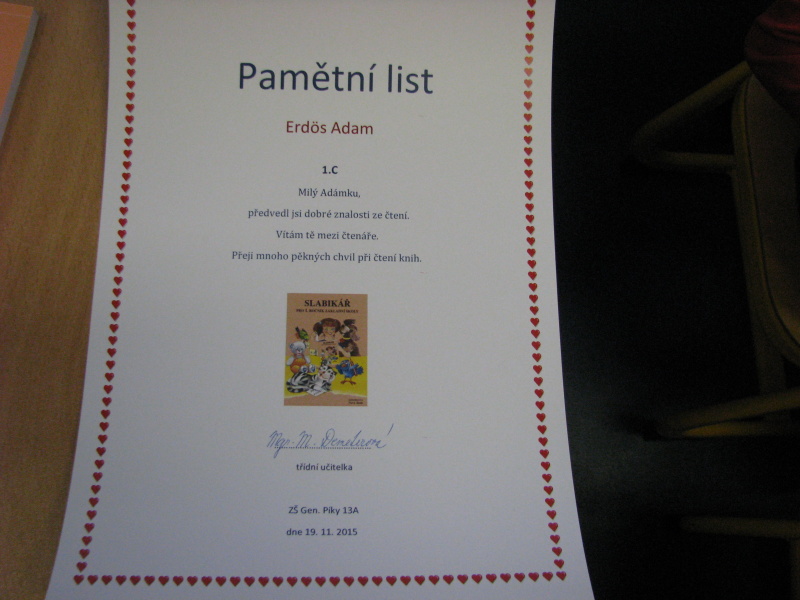 Pamětní list
Erdös Adam
1.C
Milý Adámku,
předvedl jsi dobré znalosti ze čtení.
Vítám tě mezi čtenáře.
Přeji mnoho pěkných chvil při čtení knih.
SLABIKÁŘ
Mgr. M.
třídní učitelka
ZŠ Gen. Píky 13A
dne 19. 11. 2015